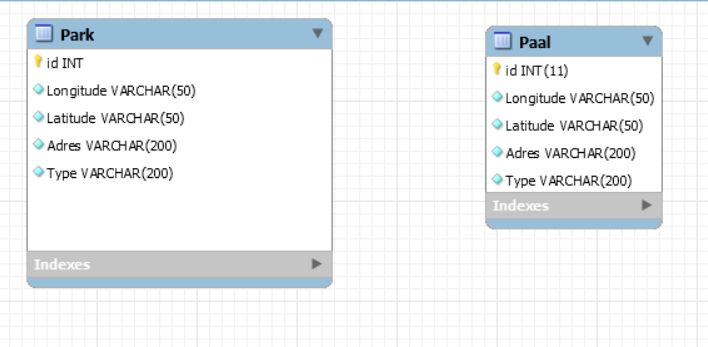 Park
id INT
Longitude VARCHAR(50)
Latitude VARCHAR(50)
Adres VARCHAR(200)
Type VARCHAR(200)
Indexes
Paal
id INT(11)
Longitude VARCHAR(50)
Latitude VARCHAR(50)
Adres VARCHAR(200)
Type VARCHAR(200)
Indexes